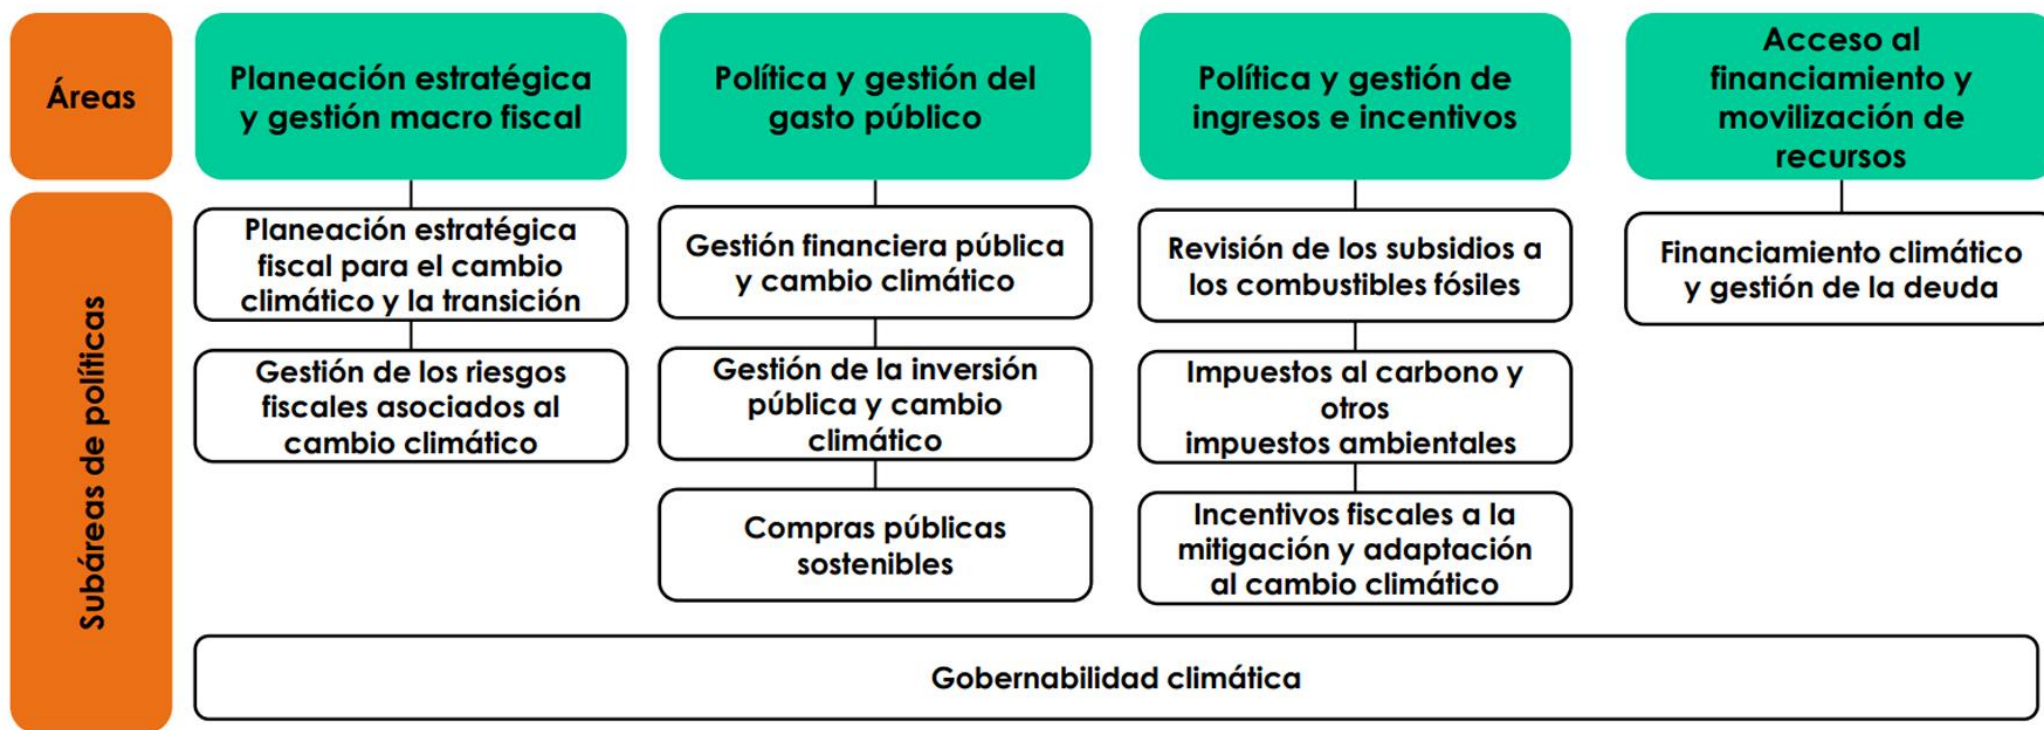 Áreas
Planeación estratégica
y gestión macro fiscal
Política y gestión del
gasto público
Política y gestión de
ingresos e incentivos
Acceso al
financiamiento y
movilización de
recursos
Subáreas de políticas
Planeación estratégica
fiscal para el cambio
climático y la transición
Gestión de los riesgos
fiscales asociados al
cambio climático
Gestión financiera pública
y cambio climático
Gestión de la inversión
pública y cambio
climático
Compras públicas
sostenibles
Revisión de los subsidios a
los combustibles fósiles
Impuestos al carbono y
otros
impuestos ambientales
Incentivos fiscales a la
mitigación y adaptación
al cambio climático
Financiamiento climático
y gestión de la deuda
Gobernabilidad climática